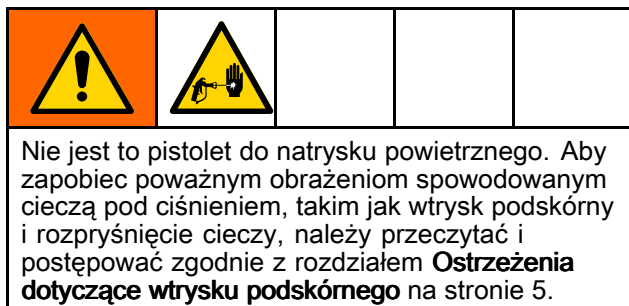 Nie jest to pistolet do natrysku powietrznego. Aby
zapobiec poważnym obrażeniom spowodowanym
cieczą pod ciśnieniem, takim jak wtrysk podskórny
i rozpryśnięcie cieczy, należy przeczytać i
postępować zgodnie z rozdziałem Ostrzeżenia
dotyczące wtrysku podskórnego na stronie 5.